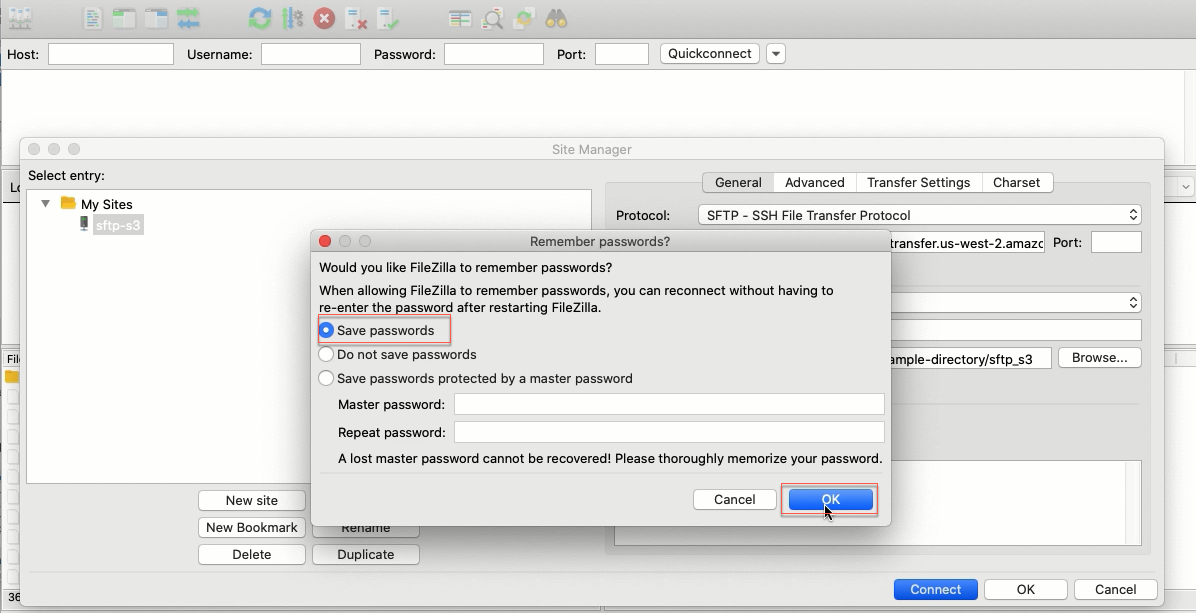 Host:
Username:
Password:
Port:
Quickconnect
Site Manager
Select entry:
My Sites
sftp-s3
General
Advanced
Transfer Settings
Charset
Protocol:
SFTP - SSH File Transfer Protocol
transfer.us-west-2.amazo
Port:
Remember passwords?
Would you like FileZilla to remember passwords?
When allowing FileZilla to remember passwords, you can reconnect without having to
re-enter the password after restarting FileZilla.
Save passwords
Do not save passwords
Save passwords protected by a master password
Master password:
Repeat password:
A lost master password cannot be recovered! Please thoroughly memorize your password.
Cancel
OK
ample-directory/sftp_s3
Browse...
New site
New Bookmark
Rename
Delete
Duplicate
36
Connect
OK
Cancel